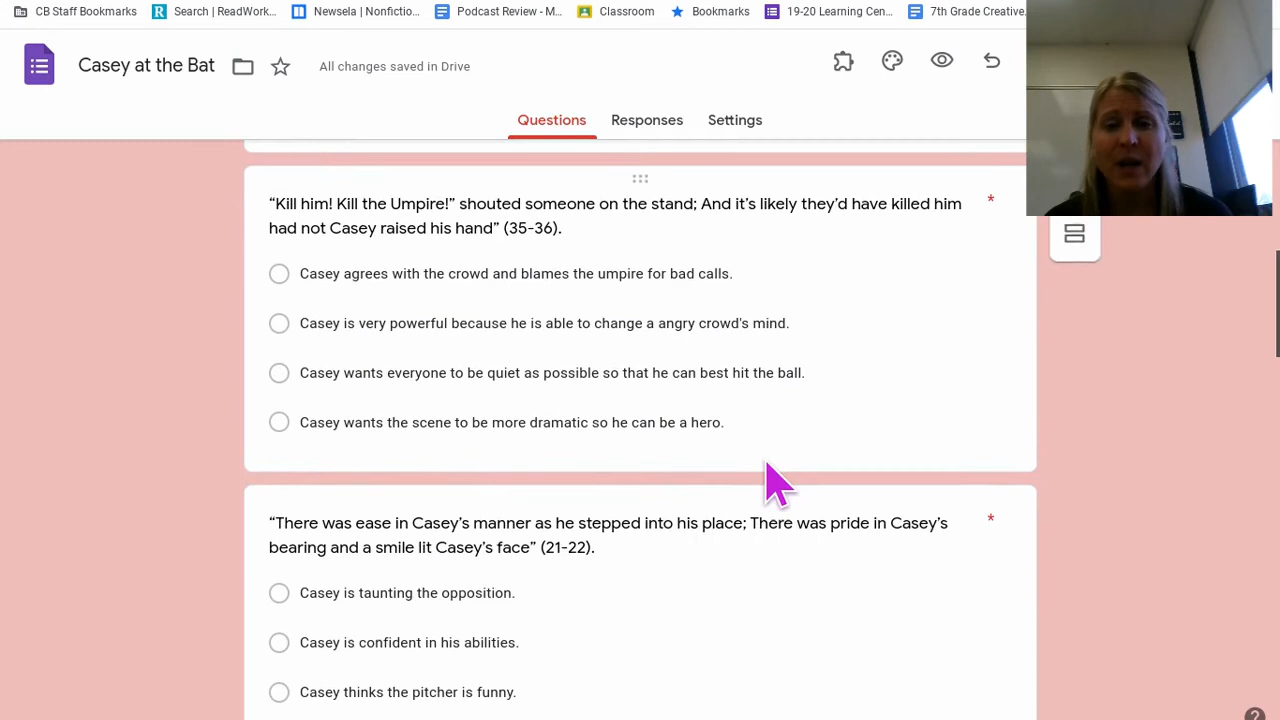 CB Staff Bookmarks Search | ReadWork... Newsela | Nonfictio... Podcast Review - M... Classroom Bookmarks 19-20 Learning Cen... 7th Grade Creative...
Casey at the Bat All changes saved in Drive
Questions Responses Settings
“Kill him! Kill the Umpire!” shouted someone on the stand; And it’s likely they’d have killed him *
had not Casey raised his hand” (35-36).
Casey agrees with the crowd and blames the umpire for bad calls.
Casey is very powerful because he is able to change a angry crowd's mind.
Casey wants everyone to be quiet as possible so that he can best hit the ball.
Casey wants the scene to be more dramatic so he can be a hero.
“There was ease in Casey’s manner as he stepped into his place; There was pride in Casey’s *
bearing and a smile lit Casey’s face” (21-22).
Casey is taunting the opposition.
Casey is confident in his abilities.
Casey thinks the pitcher is funny.